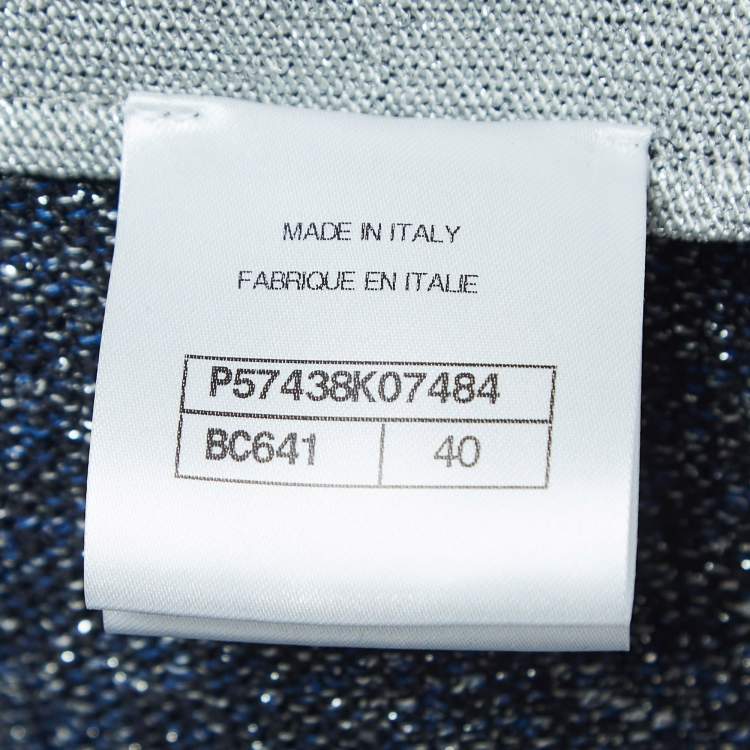 MADE IN ITALY
FABRIQUE EN ITALIE
P57438K07484
BC641 40